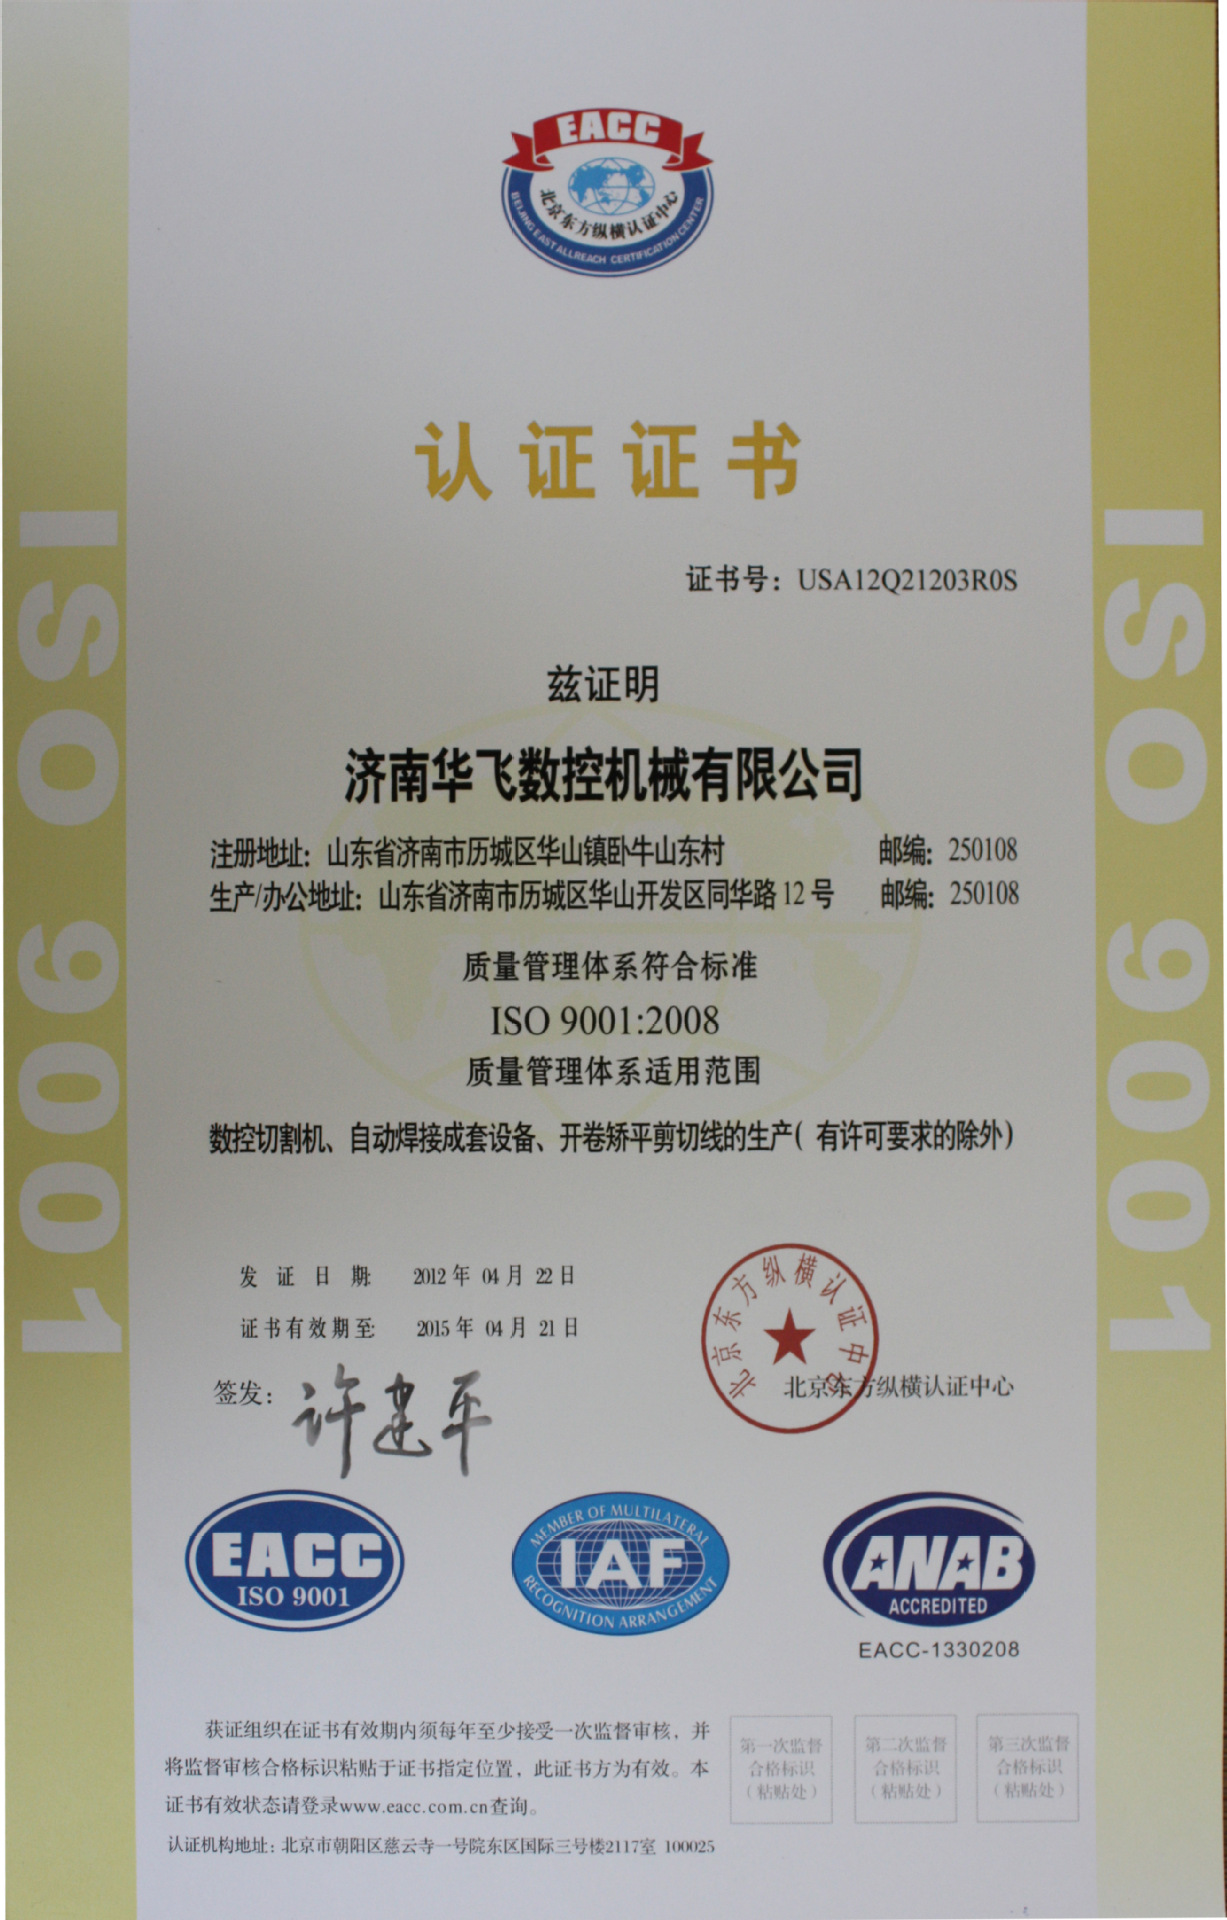 EACC
北京东方纵横认证中心
BEIJING EAST ALLREACH CERTIFICATION CENTER
认证证书
证书号：USA12Q21203R0S
兹证明
济南华飞数控机械有限公司
注册地址：山东省济南市历城区华山镇卧牛山东村 邮编：250108
生产/办公地址：山东省济南市历城区华山开发区同华路12号 邮编：250108
质量管理体系符合标准
ISO 9001:2008
质量管理体系适用范围
数控切割机、自动焊接成套设备、开卷矫平剪切线的生产(有许可要求的除外)
发证日期 2012年04月22日
证书有效期至 2015年04月21日
签发：许建平
北京东方纵横认证中心
北京东方纵横认证中心
EACC
ISO 9001
MEMBER OF MULTILATERAL
IAF
RECOGNITION ARRANGEMENT
ANAB
ACCREDITED
EACC-1330208
获证组织在证书有效期内须每年至少接受一次监督审核，并
将监督审核合格标识粘贴于证书指定位置，此证书方为有效。本
证书有效状态请登录www.eacc.com.cn查询。
认证机构地址：北京市朝阳区慈云寺一号院东区国际三号楼2117室 100025
第一次监督
合格标识
（粘贴处）
第二次监督
合格标识
（粘贴处）
第三次监督
合格标识
（粘贴处）
ISO 9001
ISO 9001